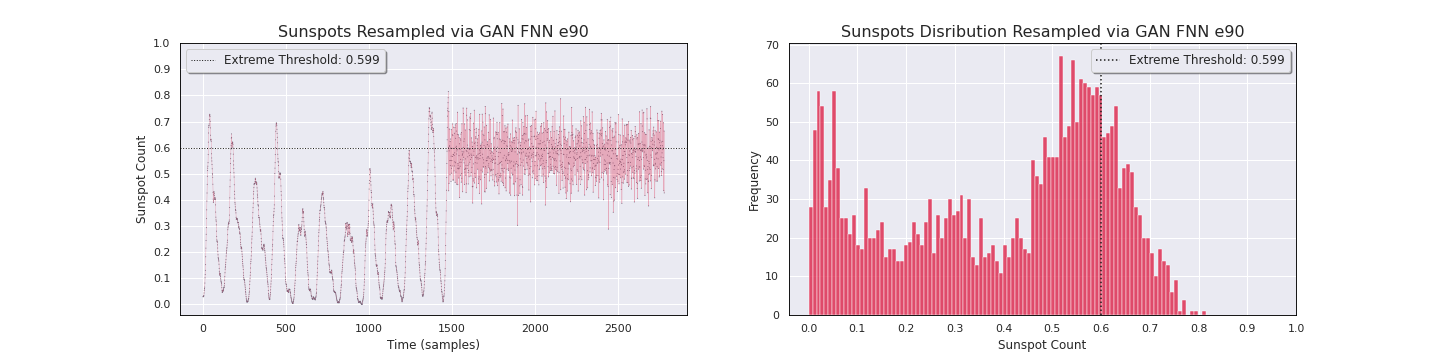 Sunspots Resampled via GAN FNN e90
Extreme Threshold: 0.599
1.0
0.9
0.8
0.7
0.6
0.5
0.4
0.3
0.2
0.1
0.0
Sunspot Count
0 500 1000 1500 2000 2500
Time (samples)
Sunspots Disribution Resampled via GAN FNN e90
Extreme Threshold: 0.599
70
60
50
40
30
20
10
0
Frequency
0.0 0.1 0.2 0.3 0.4 0.5 0.6 0.7 0.8 0.9 1.0
Sunspot Count